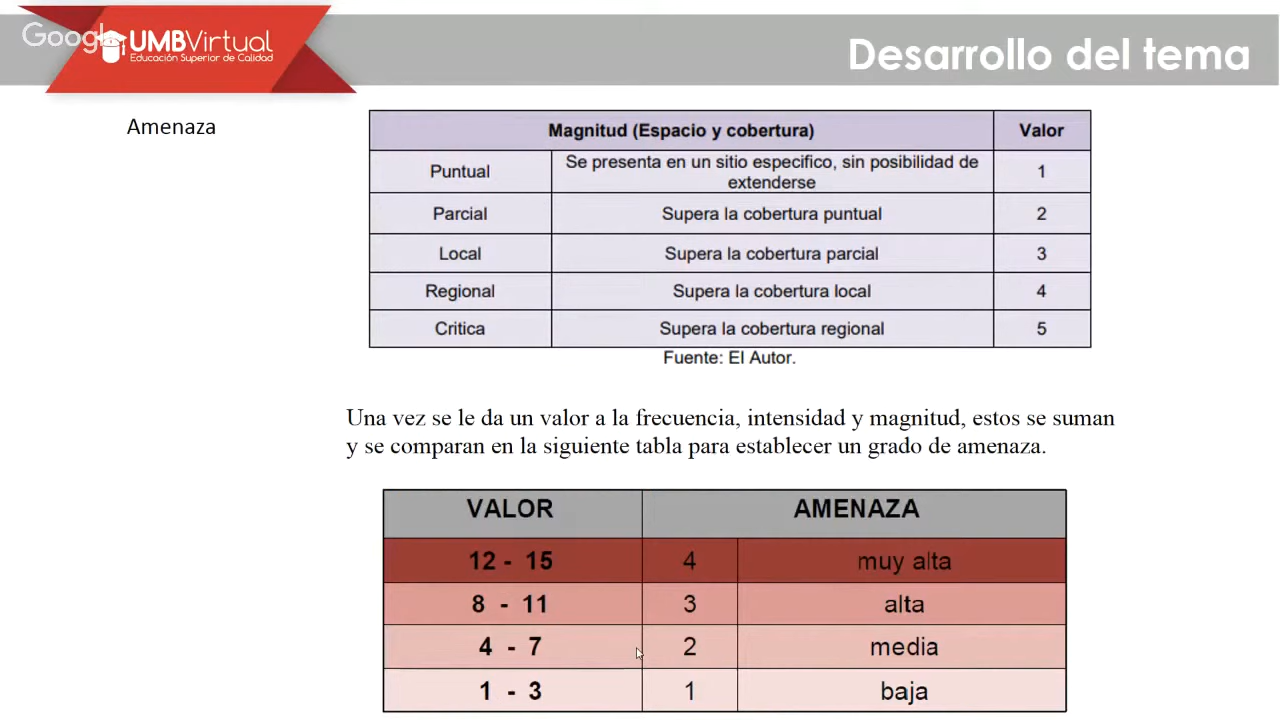 Google
UMBVirtual
Educación Superior de Calidad
Desarrollo del tema
Amenaza
Magnitud (Espacio y cobertura) Valor
Puntual Se presenta en un sitio especifico, sin posibilidad de
extenderse 1
Parcial Supera la cobertura puntual 2
Local Supera la cobertura parcial 3
Regional Supera la cobertura local 4
Critica Supera la cobertura regional 5
Fuente: El Autor.
Una vez se le da un valor a la frecuencia, intensidad y magnitud, estos se suman
y se comparan en la siguiente tabla para establecer un grado de amenaza.
VALOR AMENAZA
12 - 15 4 muy alta
8 - 11 3 alta
4 - 7 2 media
1 - 3 1 baja